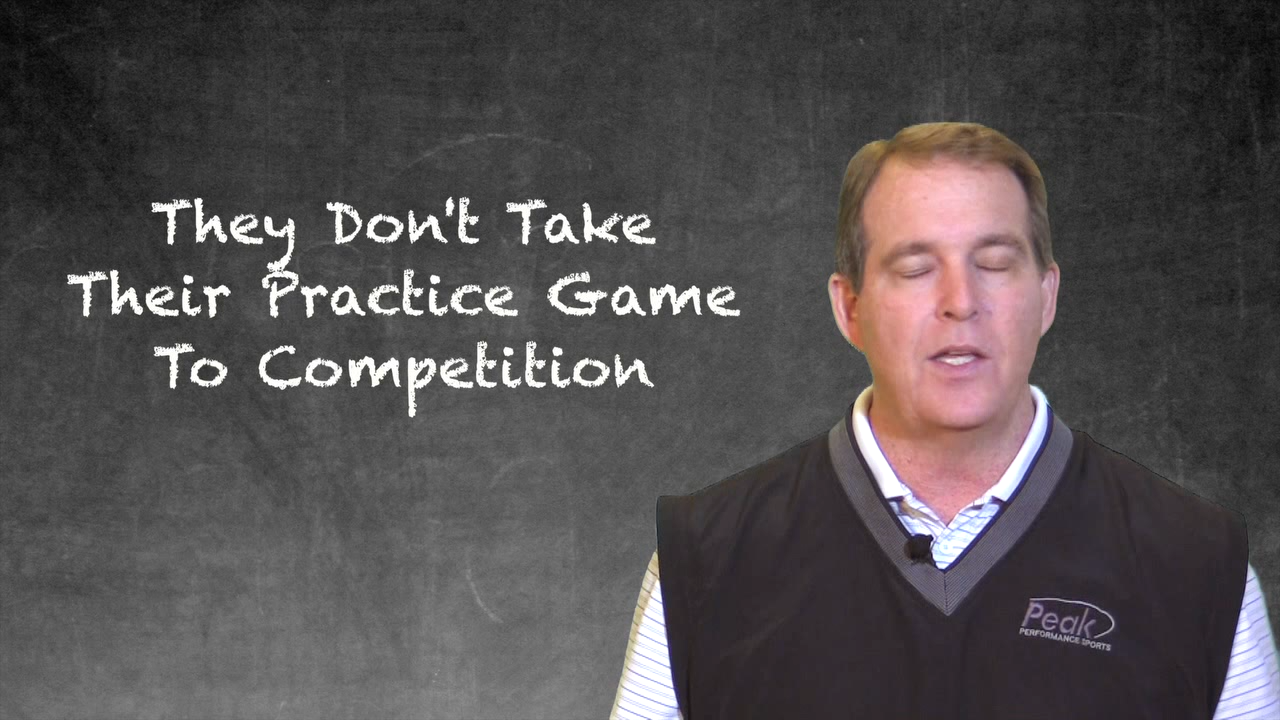 They Don't Take
Their Practice Game
To Competition
Peak
PERFORMANCE SPORTS